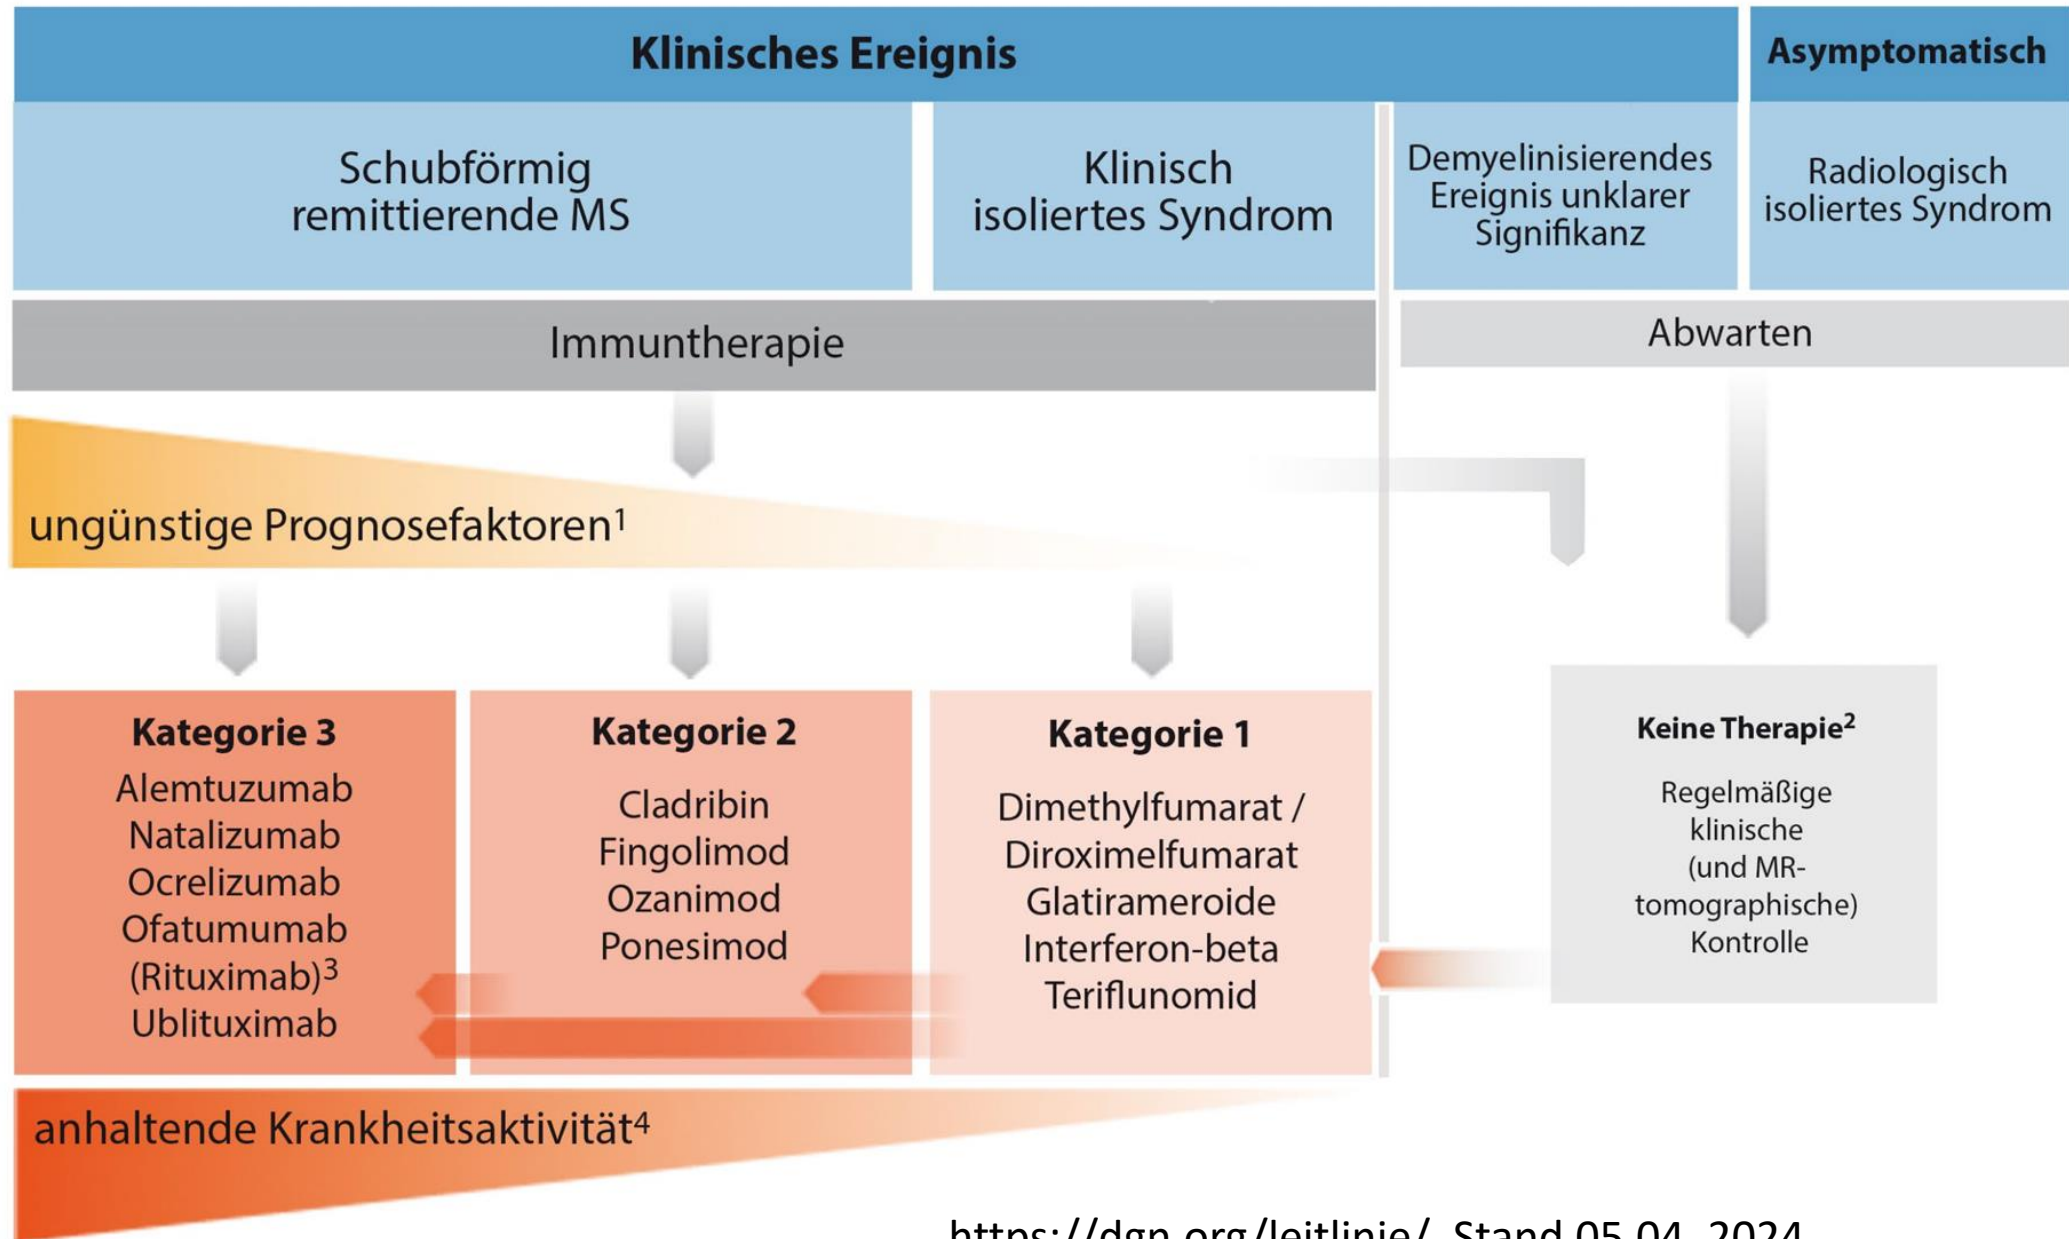 Klinisches Ereignis
Asymptomatisch
Schubförmig
remittierende MS
Klinisch
isoliertes Syndrom
Demyelinisierendes
Ereignis unklarer
Signifikanz
Radiologisch
isoliertes Syndrom
Immuntherapie
Abwarten
ungünstige Prognosefaktoren¹
Kategorie 3
Alemtuzumab
Natalizumab
Ocrelizumab
Ofatumumab
(Rituximab)³
Ublituximab
Kategorie 2
Cladribin
Fingolimod
Ozanimod
Ponesimod
Kategorie 1
Dimethylfumarat /
Diroximelfumarat
Glatirameroide
Interferon-beta
Teriflunomid
Keine Therapie²
Regelmäßige
klinische
(und MR-
tomographische)
Kontrolle
anhaltende Krankheitsaktivität⁴
https://dgn.org/leitlinie/ Stand 05.04. 2024